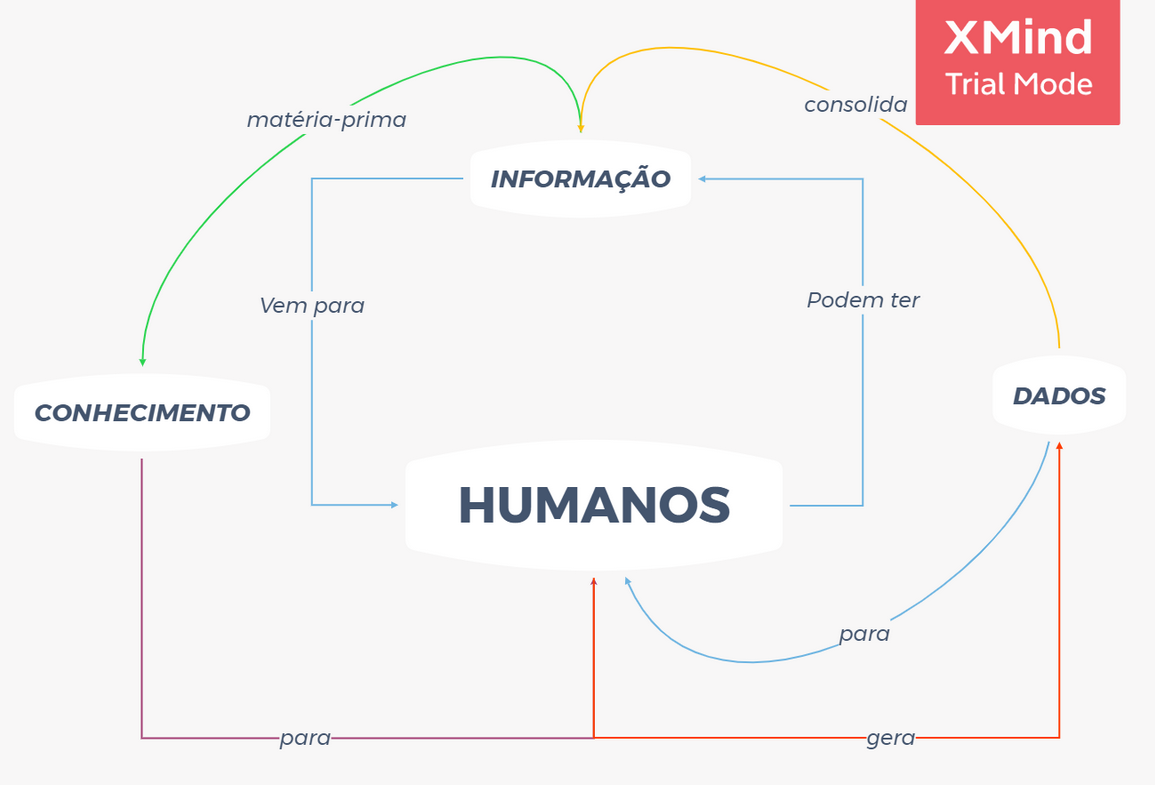 XMind
Trial Mode
consolida
matéria-prima
INFORMAÇÃO
Podem ter
Vem para
DADOS
CONHECIMENTO
HUMANOS
para
para
gera